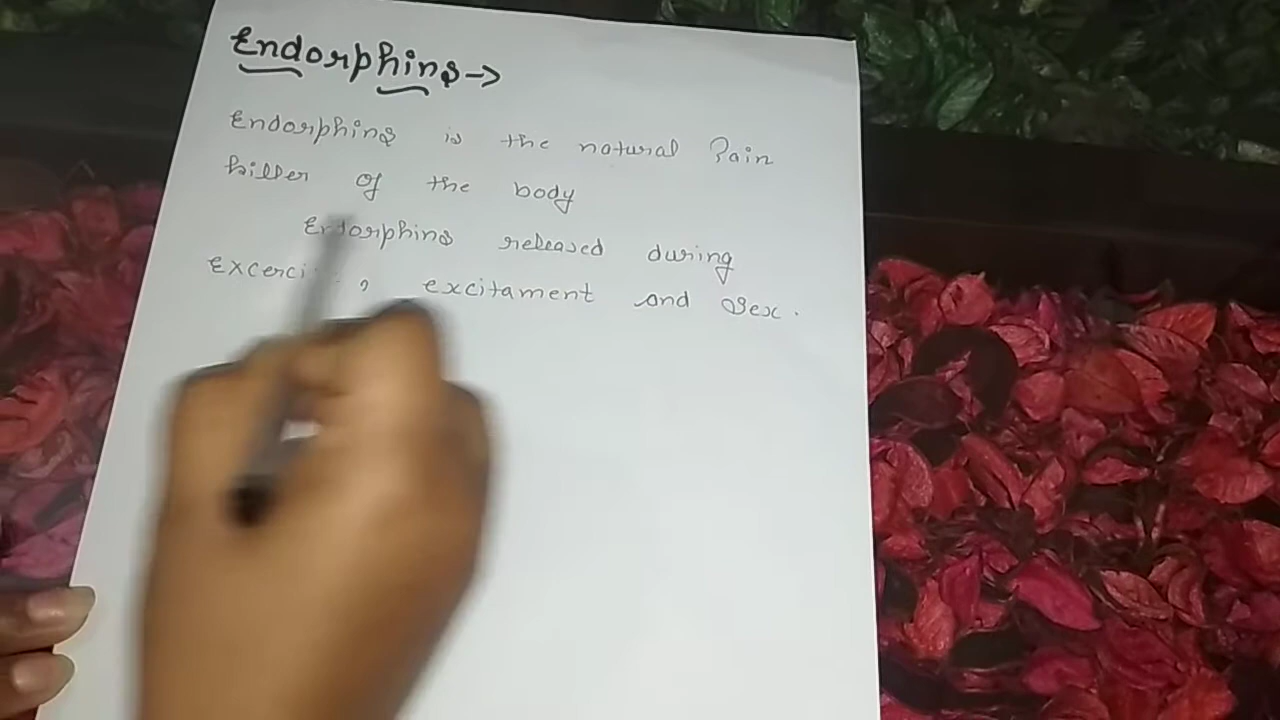 Endorphins->
Endorphins is the natural Pain
killer of the body
Endorphins released during
excitament and Sex.